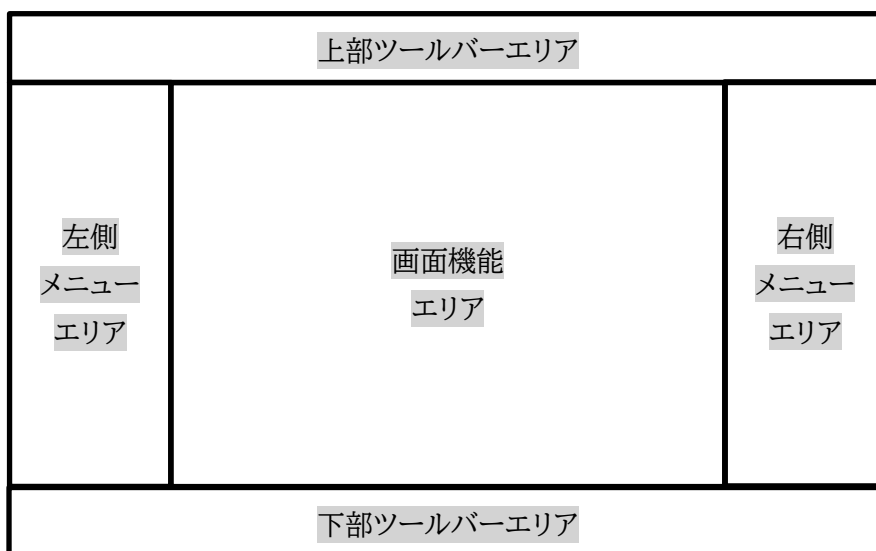 上部ツールバーエリア
左側
メニュー
エリア
画面機能
エリア
右側
メニュー
エリア
下部ツールバーエリア